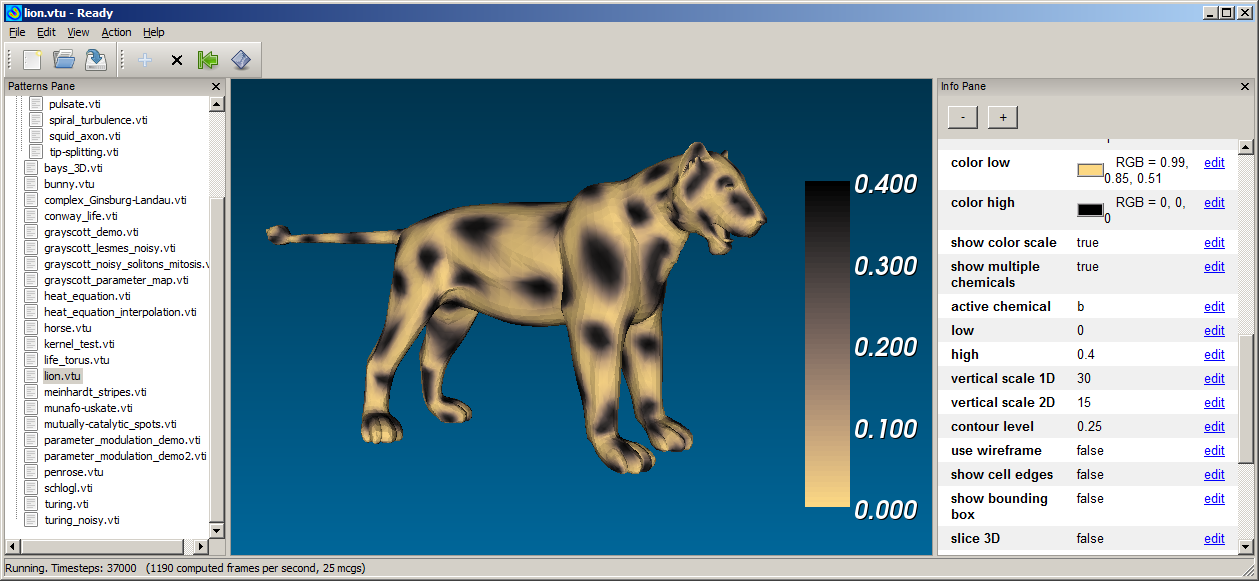 lion.vtu - Ready
File Edit View Action Help
Patterns Pane
pulsate.vti
spiral_turbulence.vti
squid_axon.vti
tip-splitting.vti
bays_3D.vti
bunny.vtu
complex_Ginsburg-Landau.vti
conway_life.vti
grayscott_demo.vti
grayscott_lesmes_noisy.vti
grayscott_noisy_solitons_mitosis.v
grayscott_parameter_map.vti
heat_equation.vti
heat_equation_interpolation.vti
horse.vtu
kernel_test.vti
life_torus.vtu
lion.vtu
meinhardt_stripes.vti
munafo-uskate.vti
mutually-catalytic_spots.vti
parameter_modulation_demo.vti
parameter_modulation_demo2.vti
penrose.vtu
schlogl.vti
turing.vti
turing_noisy.vti
0.400
0.300
0.200
0.100
0.000
Info Pane
- +
color low RGB = 0.99, edit
0.85, 0.51
color high RGB = 0, 0, edit
0
show color scale true edit
show multiple true edit
chemicals
active chemical b edit
low 0 edit
high 0.4 edit
vertical scale 1D 30 edit
vertical scale 2D 15 edit
contour level 0.25 edit
use wireframe false edit
show cell edges false edit
show bounding false edit
box
slice 3D false edit
Running. Timesteps: 37000 (1190 computed frames per second, 25 mcgs)